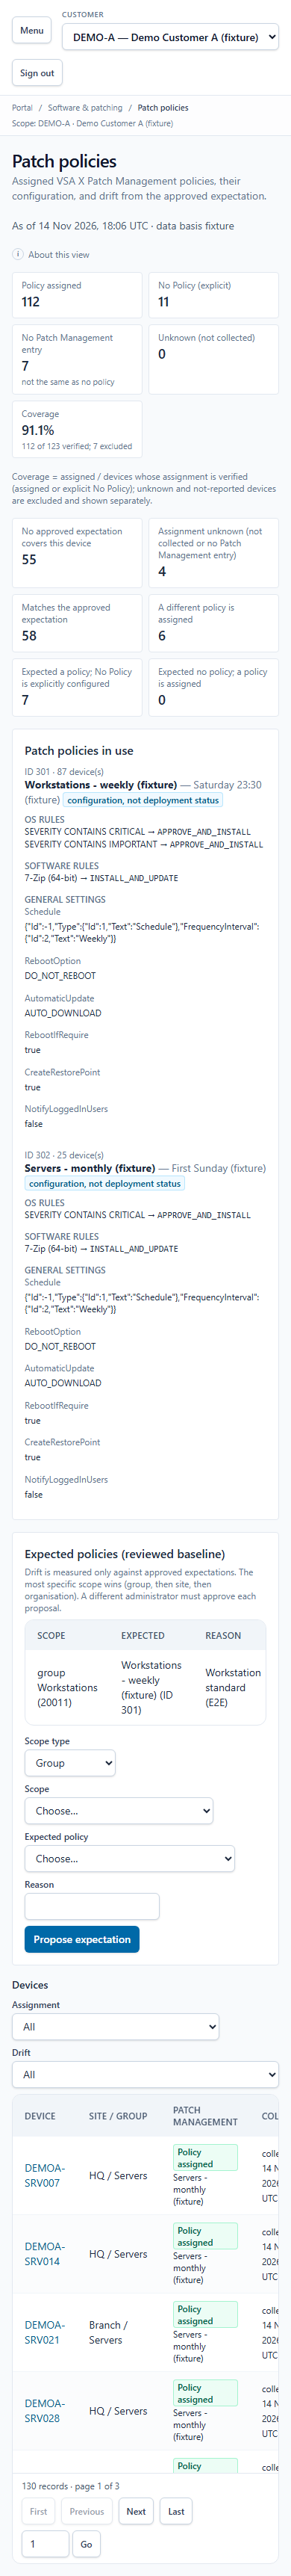 Menu
CUSTOMER
DEMO-A — Demo Customer A (fixture)
Sign out
Portal / Software & patching / Patch policies
Scope: DEMO-A · Demo Customer A (fixture)
Patch policies
Assigned VSA X Patch Management policies, their
configuration, and drift from the approved expectation.
As of 14 Nov 2026, 18:06 UTC · data basis fixture
i About this view
Policy assigned
112
No Policy (explicit)
11
No Patch Management
entry
7
not the same as no policy
Unknown (not collected)
0
Coverage
91.1%
112 of 123 verified; 7 excluded
Coverage = assigned / devices whose assignment is verified
(assigned or explicit No Policy); unknown and not-reported devices
are excluded and shown separately.
No approved expectation
covers this device
55
Assignment unknown (not
collected or no Patch
Management entry)
4
Matches the approved
expectation
58
A different policy is
assigned
6
Expected a policy; No Policy
is explicitly configured
7
Expected no policy; a policy
is assigned
0
Patch policies in use
ID 301 · 87 device(s)
Workstations - weekly (fixture) — Saturday 23:30
(fixture) configuration, not deployment status
OS RULES
SEVERITY CONTAINS CRITICAL → APPROVE_AND_INSTALL
SEVERITY CONTAINS IMPORTANT → APPROVE_AND_INSTALL
SOFTWARE RULES
7-Zip (64-bit) → INSTALL_AND_UPDATE
GENERAL SETTINGS
Schedule
{"Id":-1,"Type":{"Id":1,"Text":"Schedule"},"FrequencyInterval":
{"Id":2,"Text":"Weekly"}}
RebootOption
DO_NOT_REBOOT
AutomaticUpdate
AUTO_DOWNLOAD
RebootIfRequire
true
CreateRestorePoint
true
NotifyLoggedInUsers
false
ID 302 · 25 device(s)
Servers - monthly (fixture) — First Sunday (fixture)
configuration, not deployment status
OS RULES
SEVERITY CONTAINS CRITICAL → APPROVE_AND_INSTALL
SOFTWARE RULES
7-Zip (64-bit) → INSTALL_AND_UPDATE
GENERAL SETTINGS
Schedule
{"Id":-1,"Type":{"Id":1,"Text":"Schedule"},"FrequencyInterval":
{"Id":2,"Text":"Weekly"}}
RebootOption
DO_NOT_REBOOT
AutomaticUpdate
AUTO_DOWNLOAD
RebootIfRequire
true
CreateRestorePoint
true
NotifyLoggedInUsers
false
Expected policies (reviewed baseline)
Drift is measured only against approved expectations. The
most specific scope wins (group, then site, then
organisation). A different administrator must approve each
proposal.
SCOPE EXPECTED REASON
group
Workstations
(20011)
Workstations
- weekly
(fixture) (ID
301)
Workstation
standard
(E2E)
Scope type
Group
Scope
Choose...
Expected policy
Choose...
Reason
Propose expectation
Devices
Assignment
All
Drift
All
DEVICE SITE / GROUP PATCH
MANAGEMENT COL
DEMOA-
SRV007
HQ / Servers
Policy
assigned
Servers -
monthly
(fixture)
colle
14 N
2026
UTC
DEMOA-
SRV014
HQ / Servers
Policy
assigned
Servers -
monthly
(fixture)
colle
14 N
2026
UTC
DEMOA-
SRV021
Branch /
Servers
Policy
assigned
Servers -
monthly
(fixture)
colle
14 N
2026
UTC
DEMOA-
SRV028
HQ / Servers
Policy
assigned
Servers -
monthly
(fixture)
colle
14 N
2026
UTC
Policy
colle
130 records · page 1 of 3
First Previous Next Last
1 Go